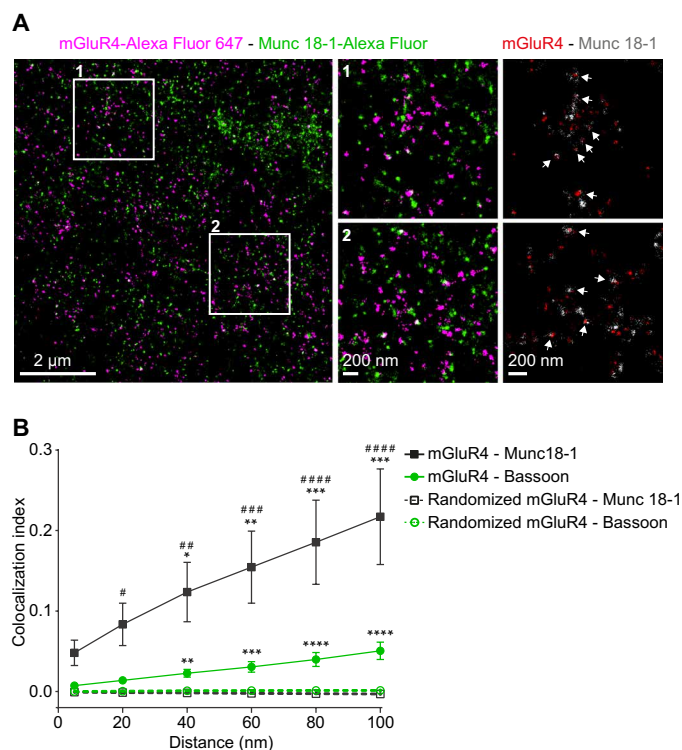 A
mGluR4-Alexa Fluor 647 - Munc 18-1-Alexa Fluor
mGluR4 - Munc 18-1
1
2
2 µm
1
2
200 nm
200 nm
B
0.3
0.2
0.1
0.0
Colocalization index
#
##
*
###
**
####
***
####
***
**
***
****
****
0 20 40 60 80 100
Distance (nm)
mGluR4 - Munc18-1
mGluR4 - Bassoon
Randomized mGluR4 - Munc 18-1
Randomized mGluR4 - Bassoon